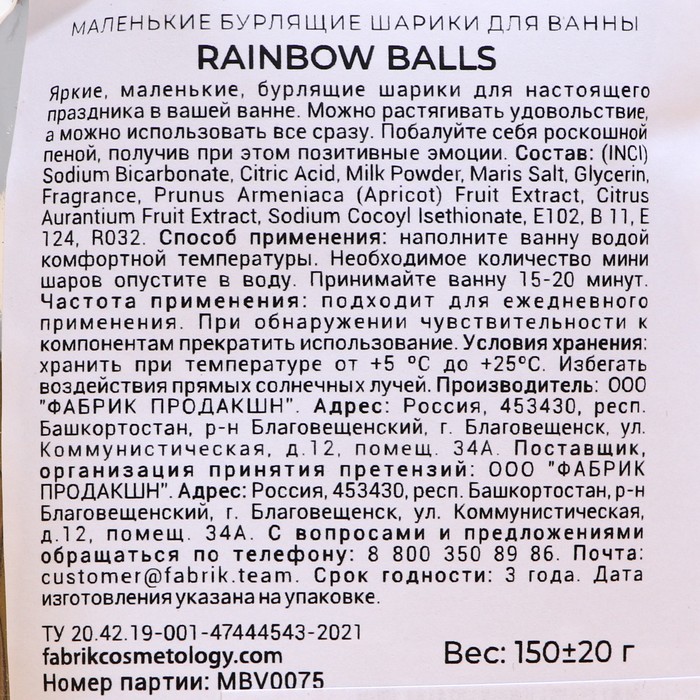 МАЛЕНЬКИЕ БУРЛЯЩИЕ ШАРИКИ ДЛЯ ВАННЫ
RAINBOW BALLS
Яркие, маленькие, бурлящие шарики для настоящего
праздника в вашей ванне. Можно растягивать удовольствие,
а можно использовать все сразу. Побалуйте себя роскошной
пеной, получив при этом позитивные эмоции. Состав: (INCI)
Sodium Bicarbonate, Citric Acid, Milk Powder, Maris Salt, Glycerin,
Fragrance, Prunus Armeniaca (Apricot) Fruit Extract, Citrus
Aurantium Fruit Extract, Sodium Cocoyl Isethionate, E102, B 11, E
124, R032. Способ применения: наполните ванну водой
комфортной температуры. Необходимое количество мини
шаров опустите в воду. Принимайте ванну 15-20 минут.
Частота применения: подходит для ежедневного
применения. При обнаружении чувствительности к
компонентам прекратить использование. Условия хранения:
хранить при температуре от +5 °C до +25°C. Избегать
воздействия прямых солнечных лучей. Производитель: ООО
"ФАБРИК ПРОДАКШН". Адрес: Россия, 453430, респ.
Башкортостан, р-н Благовещенский, г. Благовещенск, ул.
Коммунистическая, д.12, помещ. 34А. Поставщик,
организация принятия претензий: ООО "ФАБРИК
ПРОДАКШН". Адрес: Россия, 453430, респ. Башкортостан, р-н
Благовещенский, г. Благовещенск, ул. Коммунистическая,
д.12, помещ. 34А. С вопросами и предложениями
обращаться по телефону: 8 800 350 89 86. Почта:
customer@fabrik.team. Срок годности: 3 года. Дата
изготовления указана на упаковке.
ТУ 20.42.19-001-47444543-2021
fabrikcosmetology.com
Вес: 150±20 г
Номер партии: MBV0075